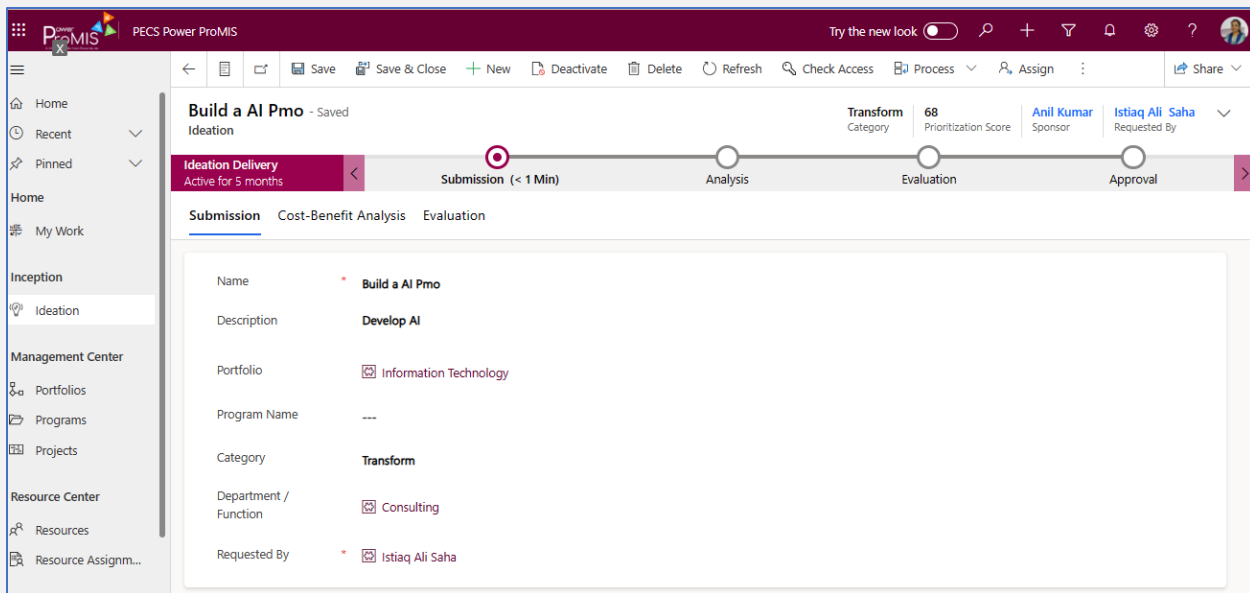 Power ProMIS PECS Power ProMIS Try the new look
X
Save Save & Close New Deactivate Delete Refresh Check Access Process Assign Share
Home
Recent
Pinned
Home
My Work
Inception
Ideation
Management Center
Portfolios
Programs
Projects
Resource Center
Resources
Resource Assignm...
Build a AI Pmo - Saved
Ideation
Transform
Category
68
Prioritization Score
Anil Kumar
Sponsor
Istiaq Ali Saha
Requested By
Ideation Delivery
Active for 5 months
Submission (< 1 Min) Analysis Evaluation Approval
Submission Cost-Benefit Analysis Evaluation
Name * Build a AI Pmo
Description Develop AI
Portfolio Information Technology
Program Name ---
Category Transform
Department /
Function
Consulting
Requested By * Istiaq Ali Saha